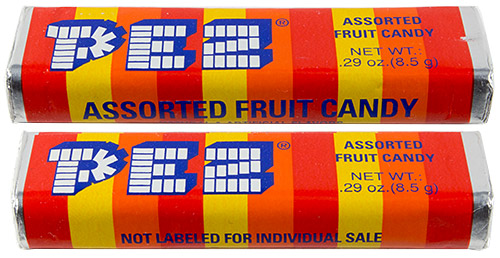 PEZ®
ASSORTED
FRUIT CANDY
NET WT.:
.29 oz.(8.5 g)
ASSORTED FRUIT CANDY
PEZ®
ASSORTED
FRUIT CANDY
NET WT.:
.29 oz.(8.5 g)
NOT LABELED FOR INDIVIDUAL SALE